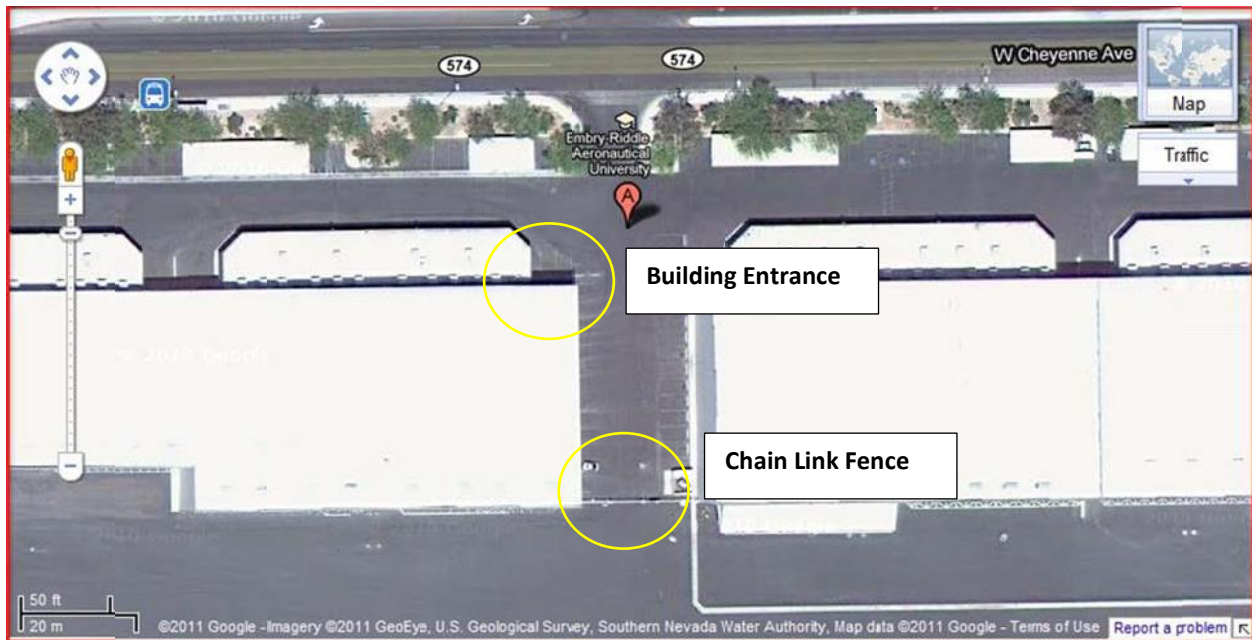 W Cheyenne Ave
574
574
Map
Embry-Riddle
Aeronautical
University
Traffic
A
Building Entrance
Chain Link Fence
50 ft
20 m
©2011 Google - Imagery ©2011 GeoEye, U.S. Geological Survey, Southern Nevada Water Authority, Map data ©2011 Google - Terms of Use
Report a problem